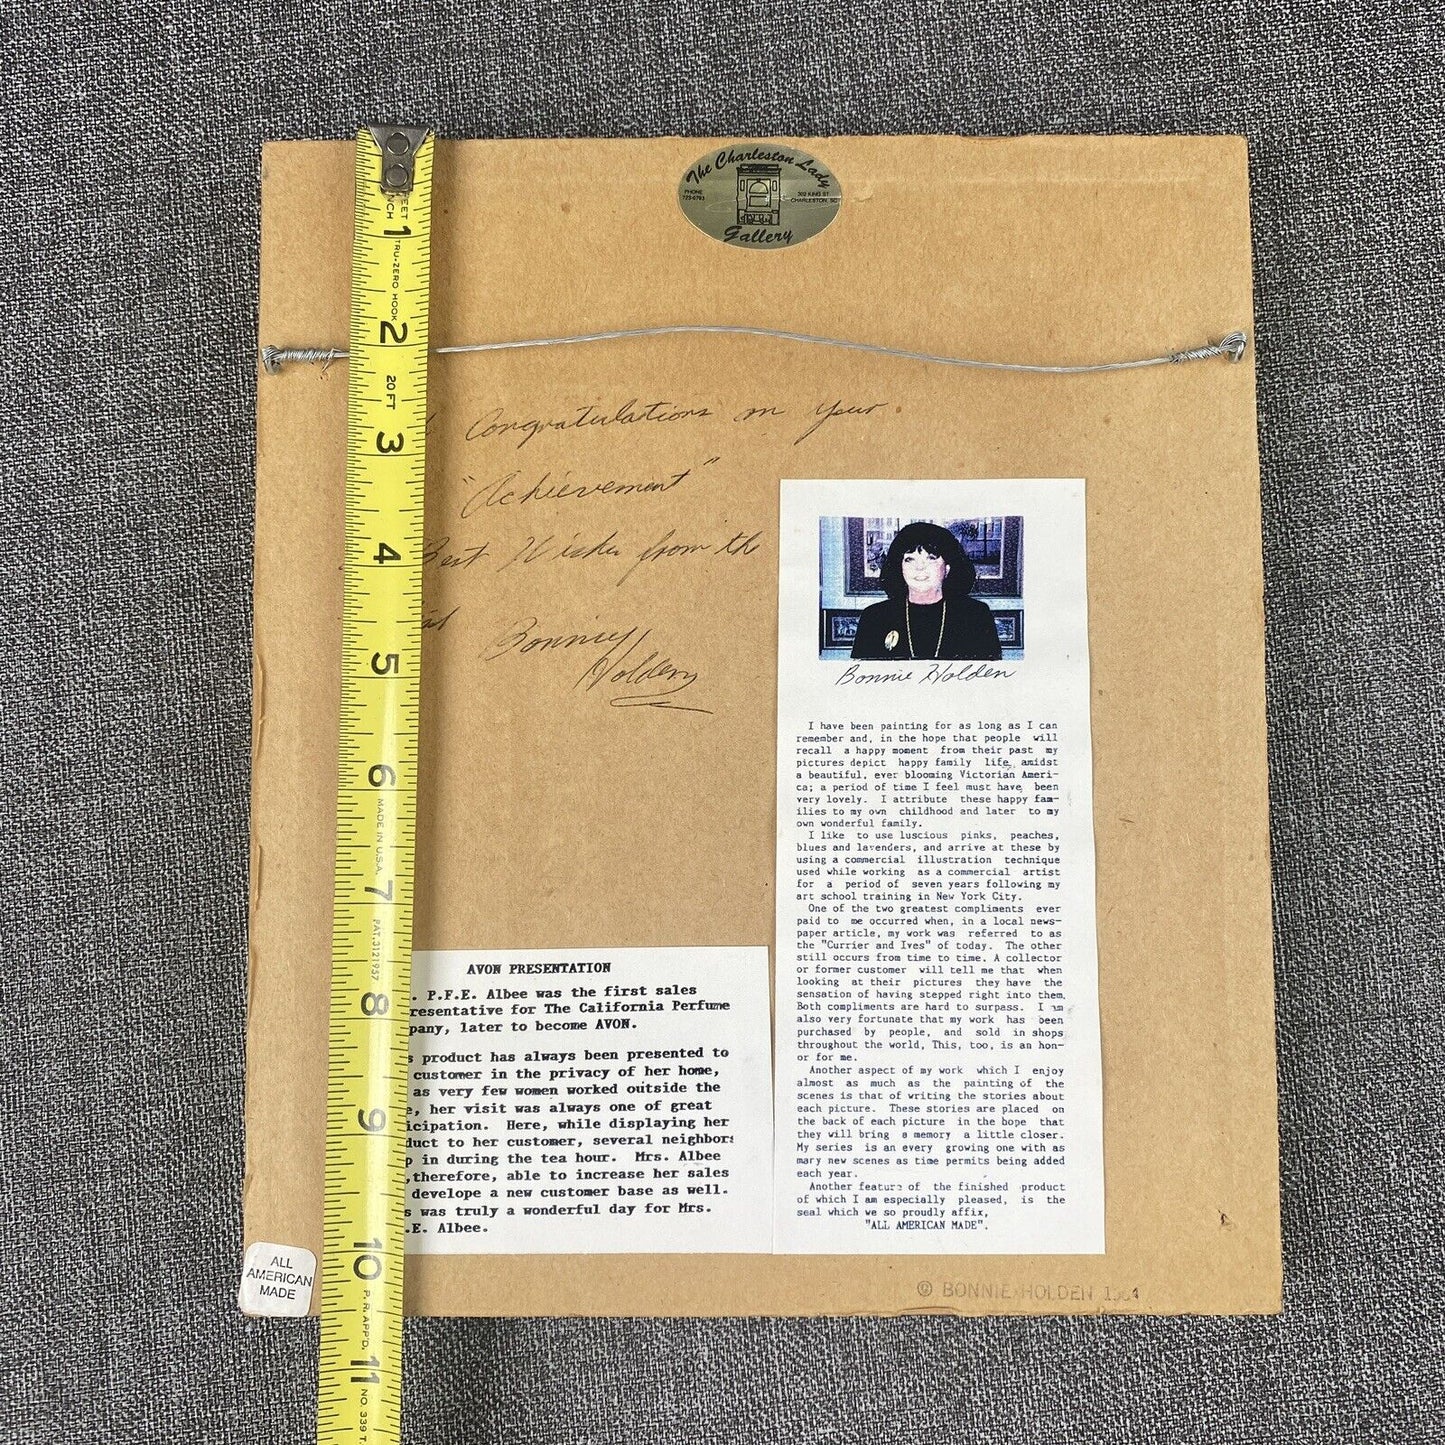 The Charleston Lady
PHONE
302 KING ST
CHARLESTON, SC
Gallery
FEET
INCH
1
TRU-ZERO HOOK
2
20 FT
3
4
5
6
MADE IN U.S.A.
7
PAT. 3121957
8
9
10
P.R. APP'D.
11
NO. 339
Congratulations on your
"Achievement"
Best Wishes from the
Bonnie
Holden
Bonnie Holden
I have been painting for as long as I can
remember and, in the hope that people will
recall a happy moment from their past my
pictures depict happy family life, amidst
a beautiful, ever blooming Victorian Ameri-
ca; a period of time I feel must have been
very lovely. I attribute these happy fam-
ilies to my own childhood and later to my
own wonderful family.
I like to use luscious pinks, peaches,
blues and lavenders, and arrive at these by
using a commercial illustration technique
used while working as a commercial artist
for a period of seven years following my
art school training in New York City.
One of the two greatest compliments ever
paid to me occurred when, in a local news-
paper article, my work was referred to as
the "Currier and Ives" of today. The other
still occurs from time to time. A collector
or former customer will tell me that when
looking at their pictures they have the
sensation of having stepped right into them.
Both compliments are hard to surpass. I am
also very fortunate that my work has been
purchased by people, and sold in shops
throughout the world, This, too, is an hon-
or for me.
Another aspect of my work which I enjoy
almost as much as the painting of the
scenes is that of writing the stories about
each picture. These stories are placed on
the back of each picture in the hope that
they will bring a memory a little closer.
My series is an every growing one with as
many new scenes as time permits being added
each year.
Another feature of the finished product
of which I am especially pleased, is the
seal which we so proudly affix,
"ALL AMERICAN MADE".
AVON PRESENTATION
. P.F.E. Albee was the first sales
resentative for The California Perfume
pany, later to become AVON.
s product has always been presented to
customer in the privacy of her home,
as very few women worked outside the
e, her visit was always one of great
icipation. Here, while displaying her
duct to her customer, several neighbors
p in during the tea hour. Mrs. Albee
,therefore, able to increase her sales
develope a new customer base as well.
s was truly a wonderful day for Mrs.
.E. Albee.
ALL
AMERICAN
MADE
© BONNIE HOLDEN